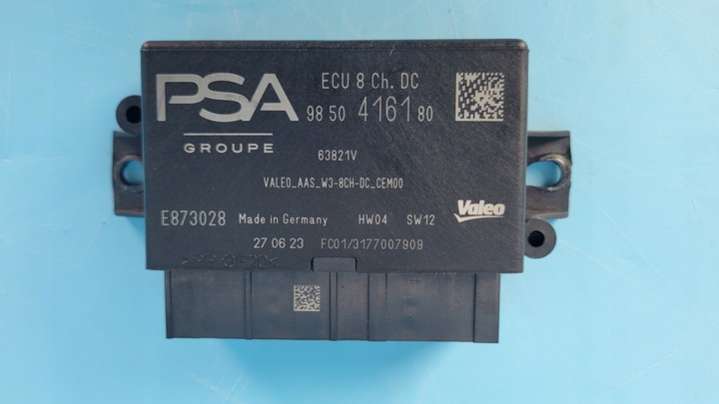 PSA
GROUPE
ECU 8 Ch. DC
98 50 4161 80
63821V
VALEO_AAS_W3-8CH-DC_CEM00
E873028 Made in Germany HW04 SW12 Valeo
27 06 23 FC01/3177007909